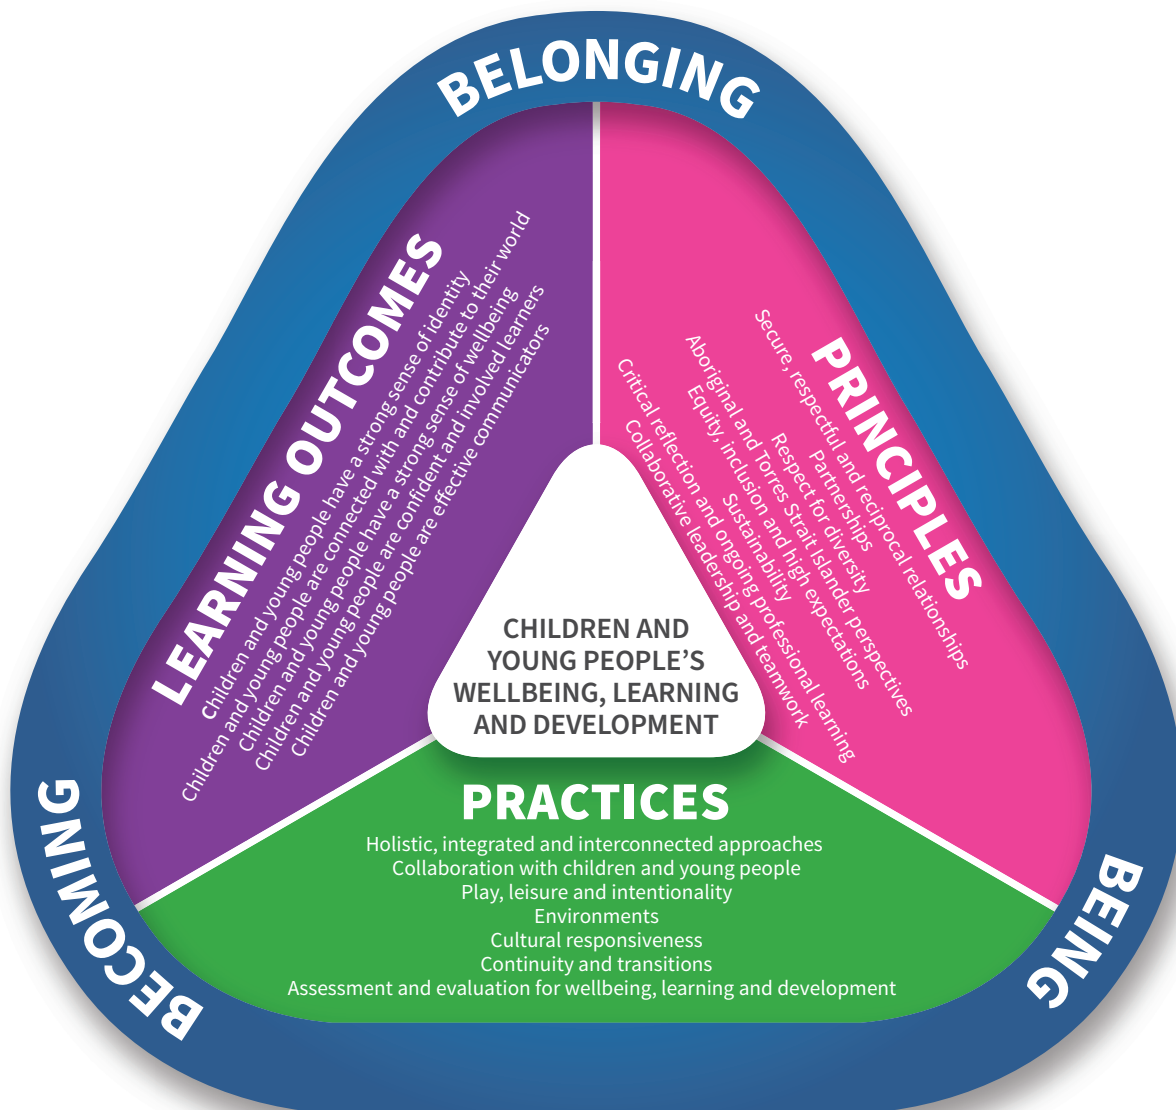 BELONGING
LEARNING OUTCOMES
Children and young people have a strong sense of identity
Children and young people are connected with and contribute to their world
Children and young people have a strong sense of wellbeing
Children and young people are confident and involved learners
Children and young people are effective communicators
PRINCIPLES
Secure, respectful and reciprocal relationships
Partnerships
Respect for diversity
Aboriginal and Torres Strait Islander perspectives
Equity, inclusion and high expectations
Sustainability
Critical reflection and ongoing professional learning
Collaborative leadership and teamwork
CHILDREN AND
YOUNG PEOPLE’S
WELLBEING, LEARNING
AND DEVELOPMENT
PRACTICES
Holistic, integrated and interconnected approaches
Collaboration with children and young people
Play, leisure and intentionality
Environments
Cultural responsiveness
Continuity and transitions
Assessment and evaluation for wellbeing, learning and development
BECOMING
BEING